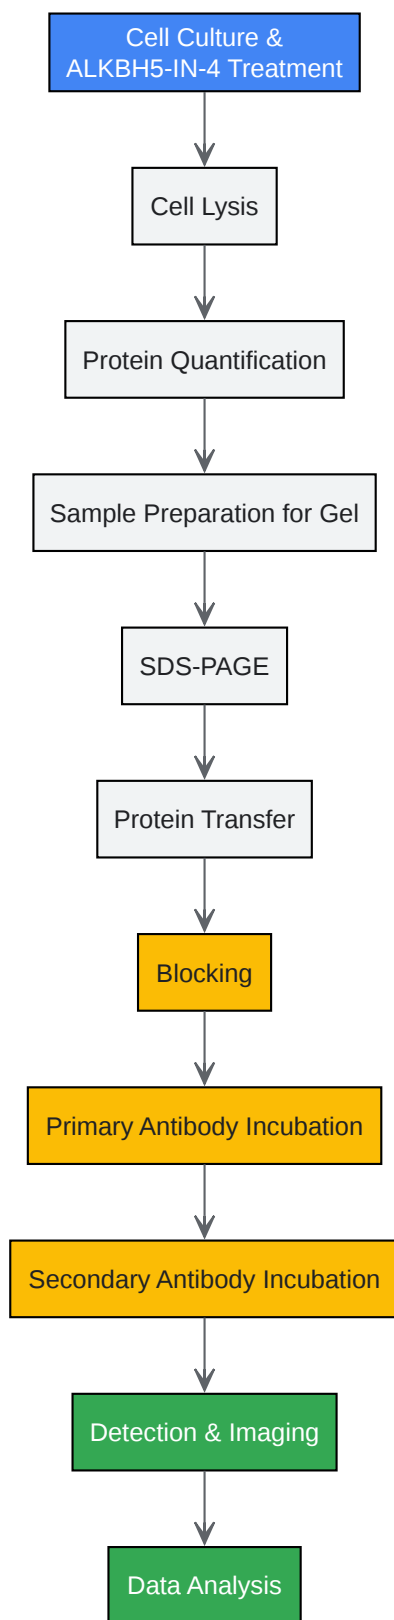 Cell Culture &
ALKBH5-IN-4 Treatment
Cell Lysis
Protein Quantification
Sample Preparation for Gel
SDS-PAGE
Protein Transfer
Blocking
Primary Antibody Incubation
Secondary Antibody Incubation
Detection & Imaging
Data Analysis